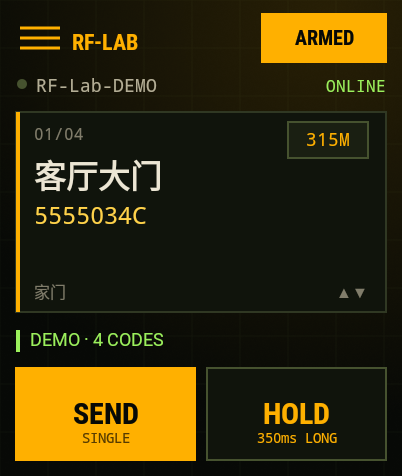 RF-LAB
ARMED
RF-Lab-DEMO
ONLINE
01/04
315M
客厅大门
5555034C
家门
▲▼
DEMO · 4 CODES
SEND
SINGLE
HOLD
350ms LONG